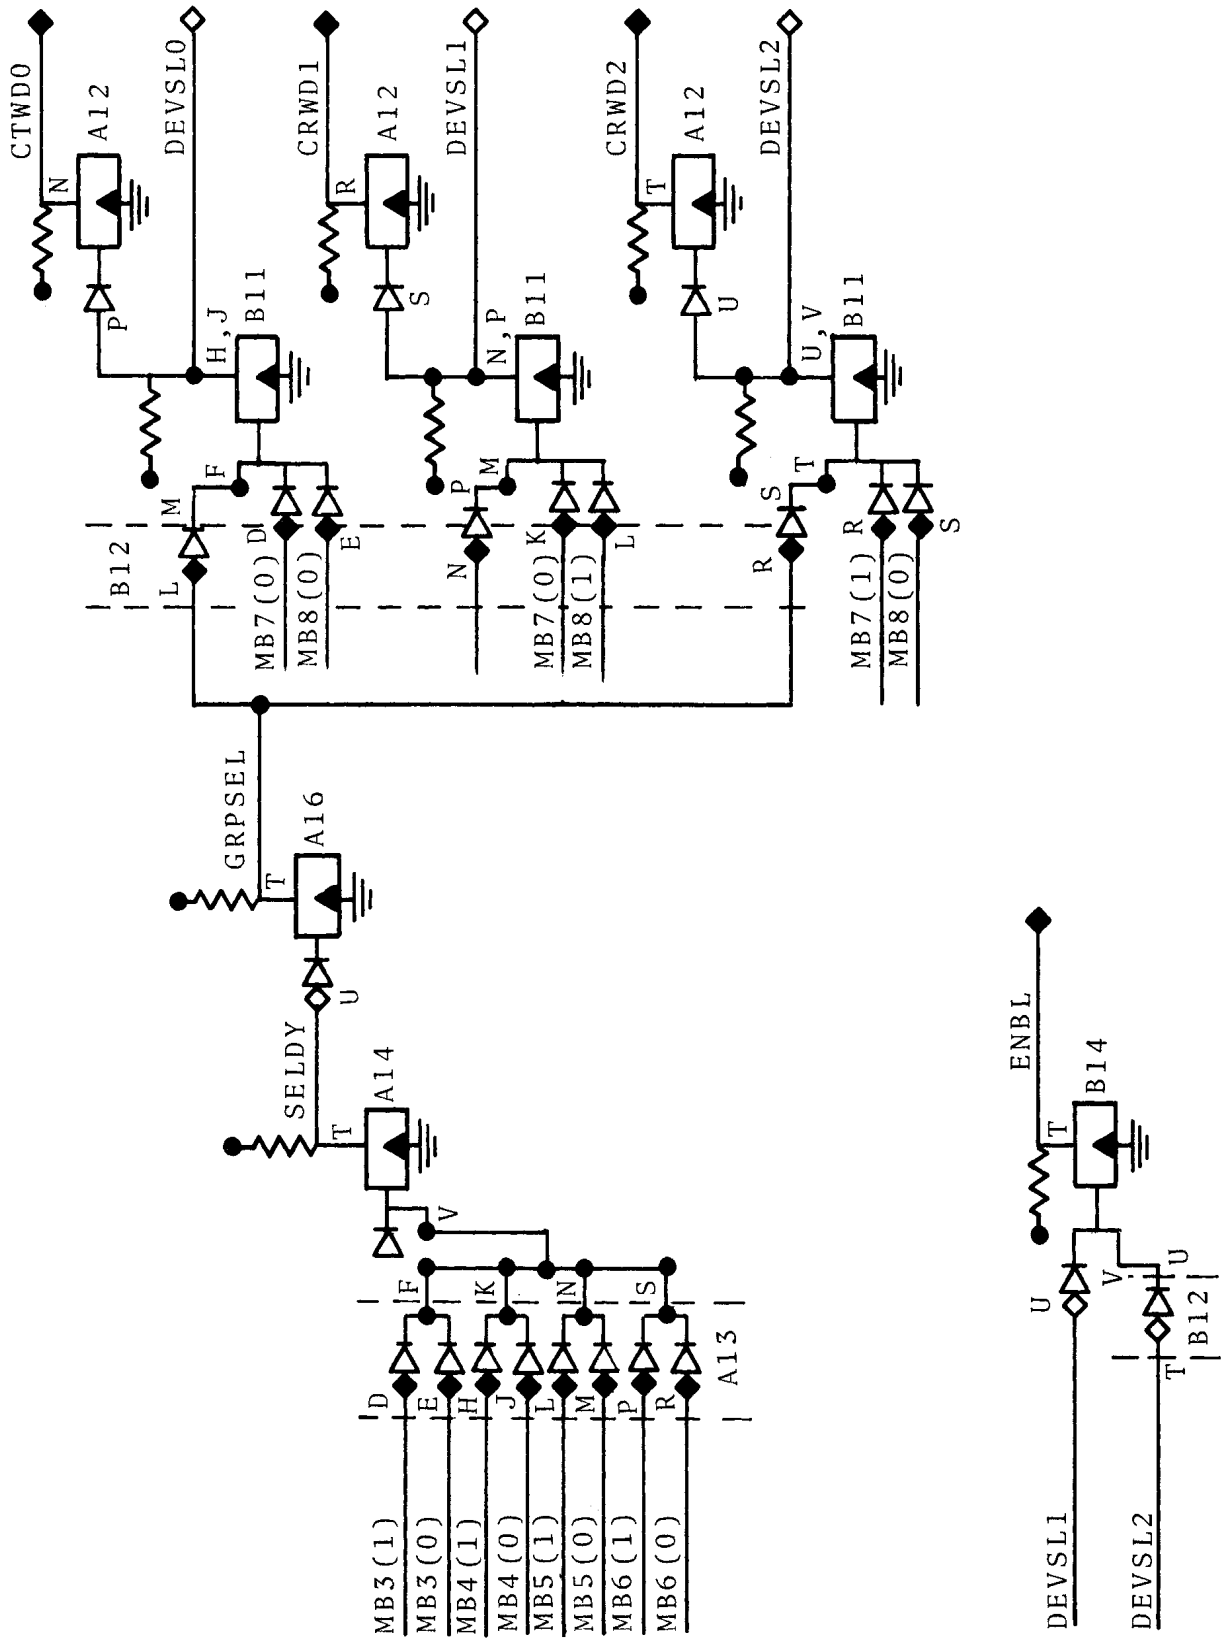 CTWD0
N
A12
DEVSL0
P
H,J
B11
M
F
B12
L
D
MB7(0)
MB8(0)
E
CRWD1
R
A12
DEVSL1
S
N,P
B11
P
M
N
K
MB7(0)
MB8(1)
L
CRWD2
T
A12
DEVSL2
U
U,V
B11
S
T
R
R
MB7(1)
MB8(0)
S
GRPSEL
T
A16
U
SELDY
T
A14
V
F
K
N
S
D
E
H
J
L
M
P
R
A13
MB3(1)
MB3(0)
MB4(1)
MB4(0)
MB5(1)
MB5(0)
MB6(1)
MB6(0)
ENBL
T
B14
U
V
U
B12
T
DEVSL1
DEVSL2